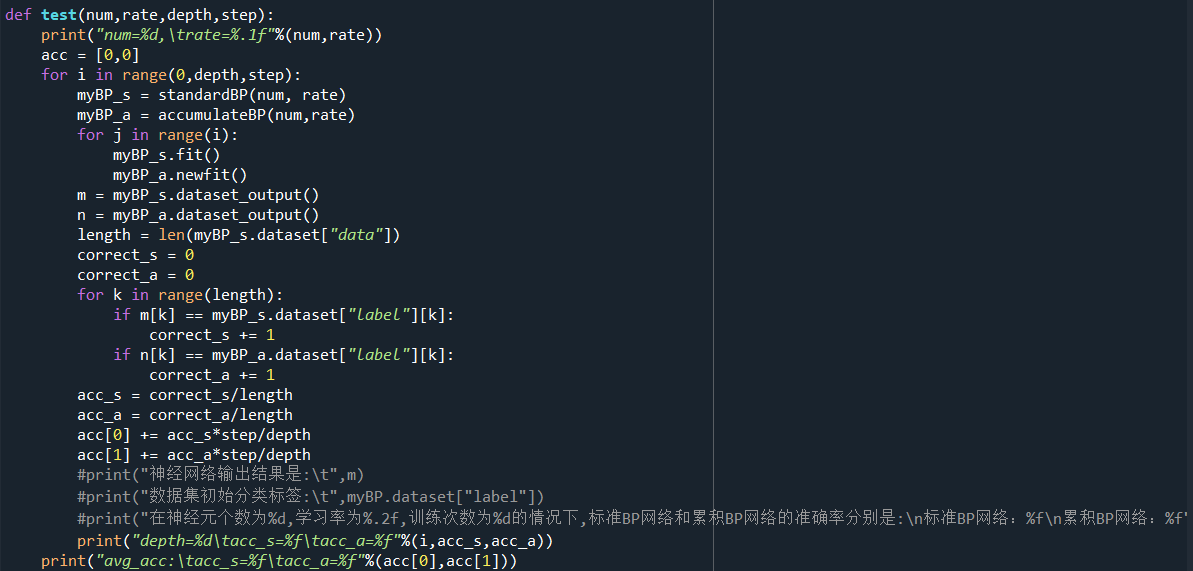 def test(num,rate,depth,step):
    print("num=%d,\trate=%.1f"%(num,rate))
    acc = [0,0]
    for i in range(0,depth,step):
        myBP_s = standardBP(num, rate)
        myBP_a = accumulateBP(num,rate)
        for j in range(i):
            myBP_s.fit()
            myBP_a.newfit()
        m = myBP_s.dataset_output()
        n = myBP_a.dataset_output()
        length = len(myBP_s.dataset["data"])
        correct_s = 0
        correct_a = 0
        for k in range(length):
            if m[k] == myBP_s.dataset["label"][k]:
                correct_s += 1
            if n[k] == myBP_a.dataset["label"][k]:
                correct_a += 1
        acc_s = correct_s/length
        acc_a = correct_a/length
        acc[0] += acc_s*step/depth
        acc[1] += acc_a*step/depth
        #print("神经网络输出结果是:\t",m)
        #print("数据集初始分类标签:\t",myBP.dataset["label"])
        #print("在神经元个数为%d,学习率为%.2f,训练次数为%d的情况下,标准BP网络和累积BP网络的准确率分别是:\n标准BP网络：%f\n累积BP网络：%f"
        print("depth=%d\tacc_s=%f\tacc_a=%f"%(i,acc_s,acc_a))
    print("avg_acc:\tacc_s=%f\tacc_a=%f"%(acc[0],acc[1]))